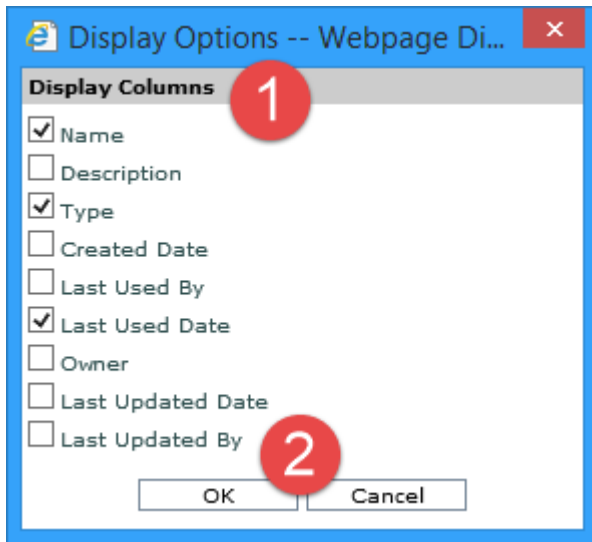 Display Options -- Webpage Di...
Display Columns
1
Name
Description
Type
Created Date
Last Used By
Last Used Date
Owner
Last Updated Date
Last Updated By
2
OK Cancel